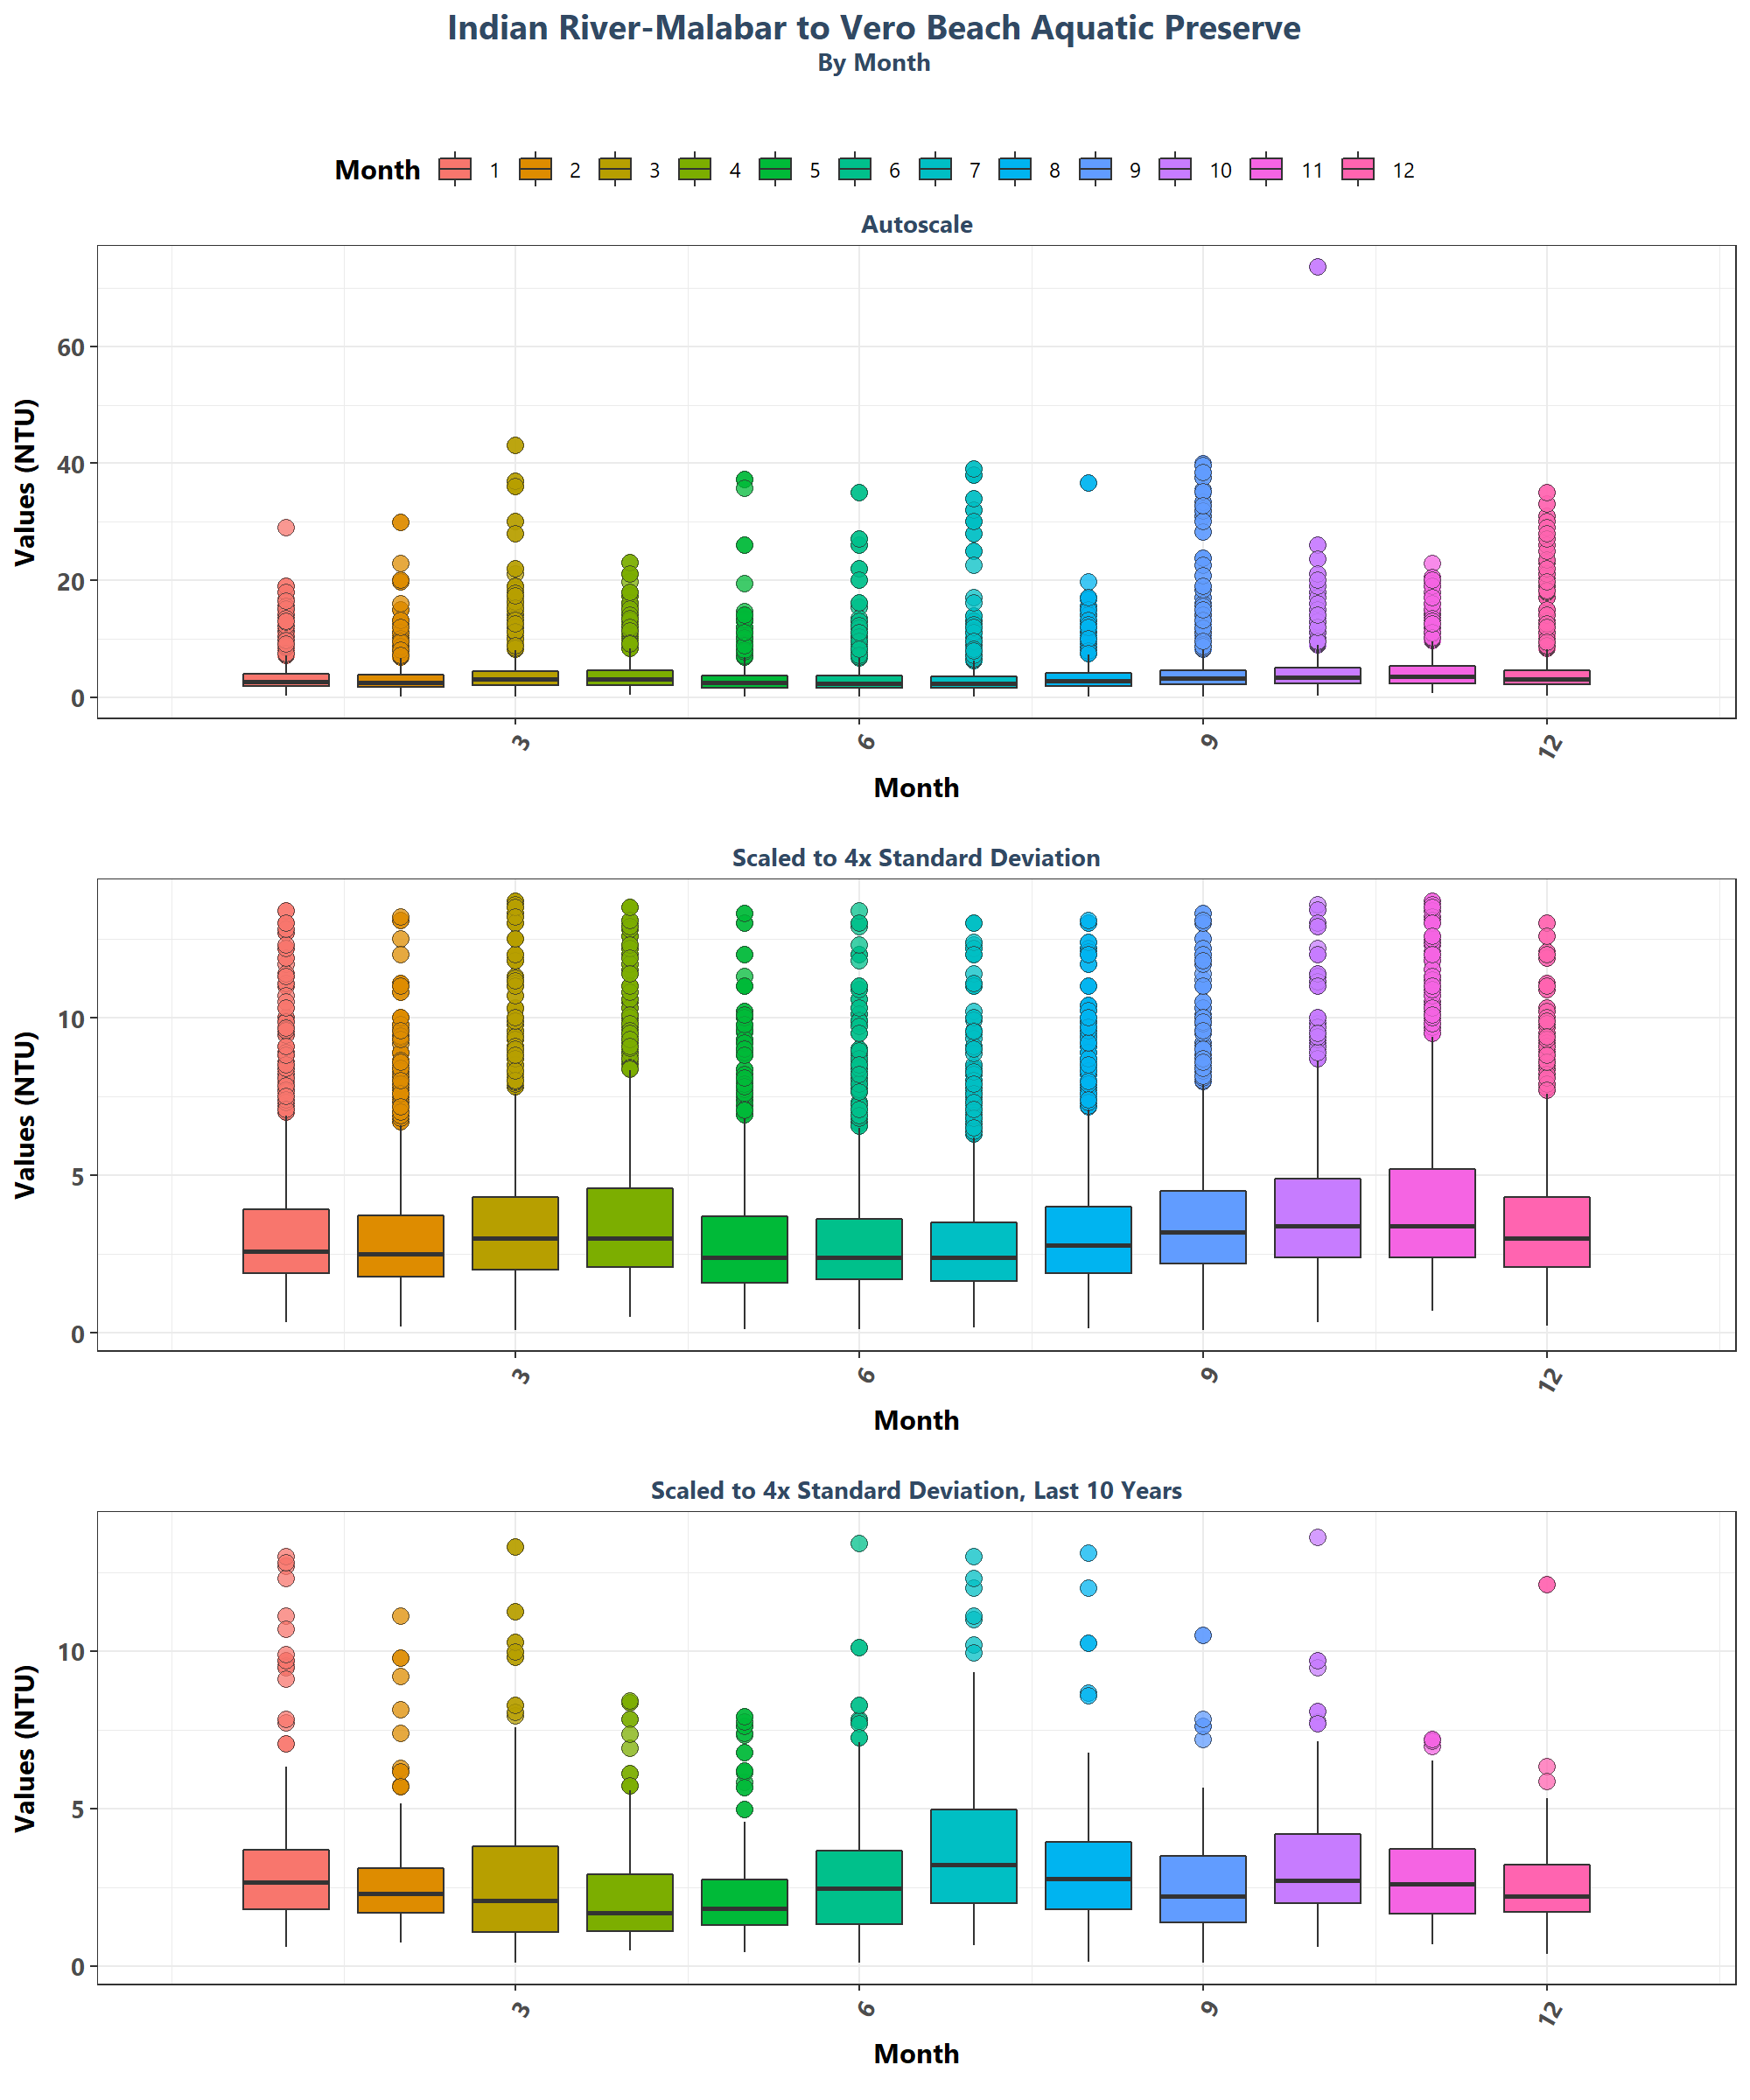 Indian River-Malabar to Vero Beach Aquatic Preserve
By Month
Month 1 2 3 4 5 6 7 8 9 10 11 12
Autoscale
Values (NTU)
60
40
20
0
3 6 9 12
Month
Scaled to 4x Standard Deviation
Values (NTU)
10
5
0
3 6 9 12
Month
Scaled to 4x Standard Deviation, Last 10 Years
Values (NTU)
10
5
0
3 6 9 12
Month